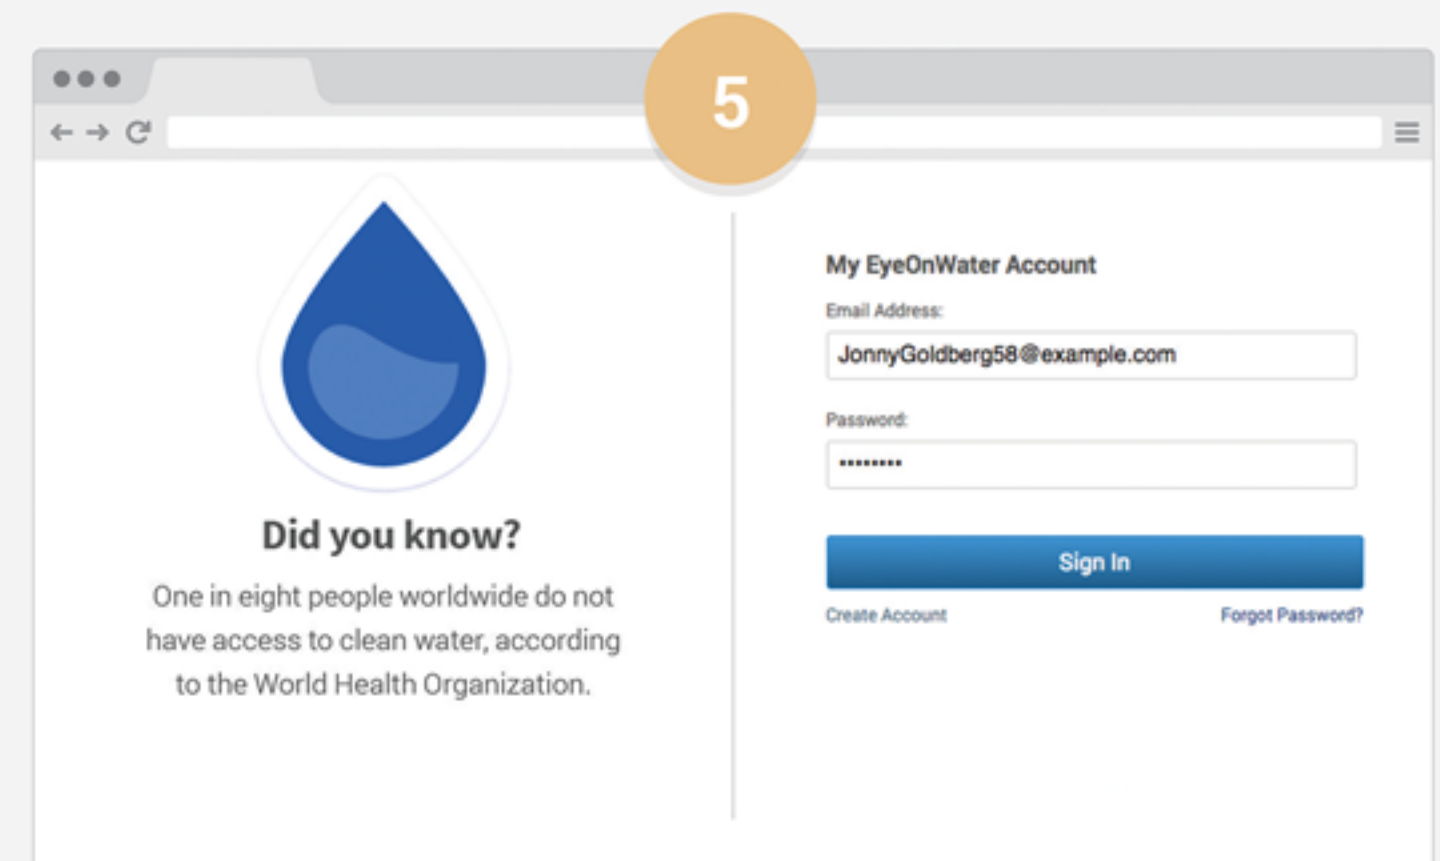 5
Did you know?
One in eight people worldwide do not
have access to clean water, according
to the World Health Organization.
My EyeOnWater Account
Email Address:
JonnyGoldberg58@example.com
Password:
••••••••
Sign In
Create Account
Forgot Password?